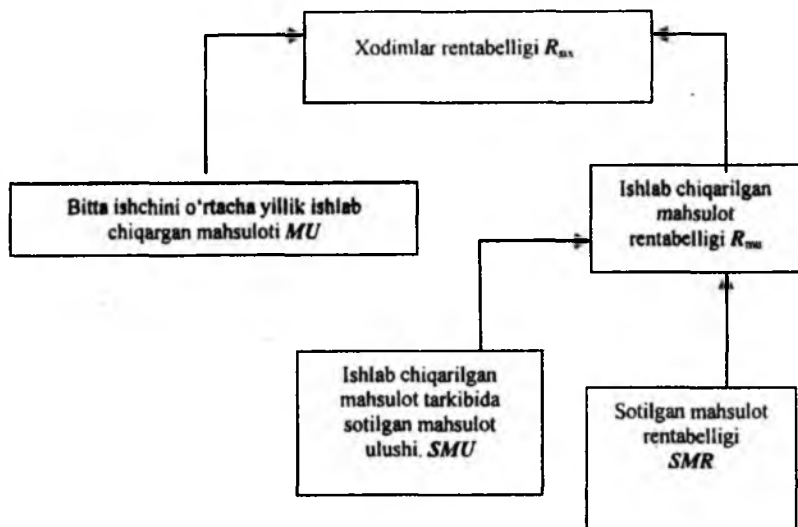 Xodimlar rentabelligi Rnx
Bitta ishchini o‘rtacha yillik ishlab
chiqargan mahsuloti MU
Ishlab chiqarilgan
mahsulot
rentabelligi Rmu
Ishlab chiqarilgan
mahsulot tarkibida
sotilgan mahsulot
ulushi. SMU
Sotilgan mahsulot
rentabelligi
SMR